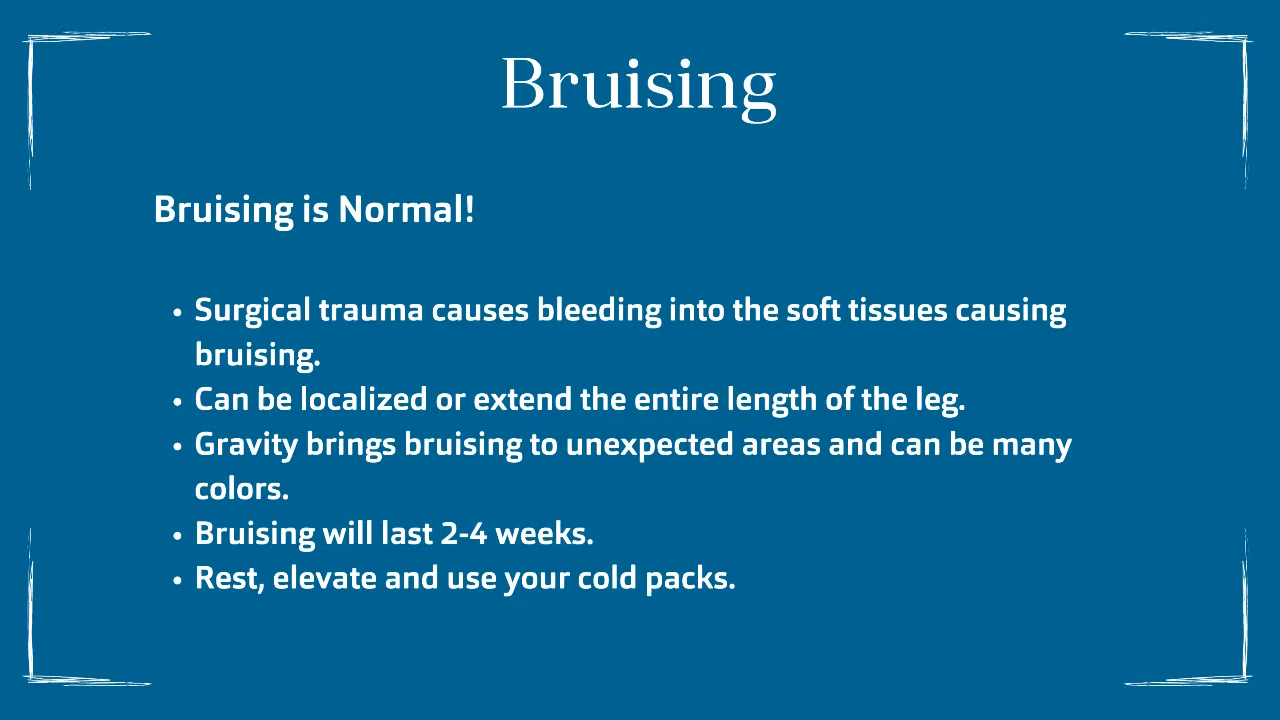 Bruising
Bruising is Normal!
• Surgical trauma causes bleeding into the soft tissues causing
bruising.
• Can be localized or extend the entire length of the leg.
• Gravity brings bruising to unexpected areas and can be many
colors.
• Bruising will last 2-4 weeks.
• Rest, elevate and use your cold packs.